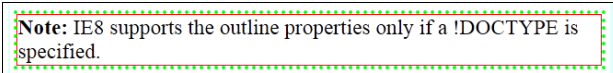 Note: IE8 supports the outline properties only if a !DOCTYPE is
specified.